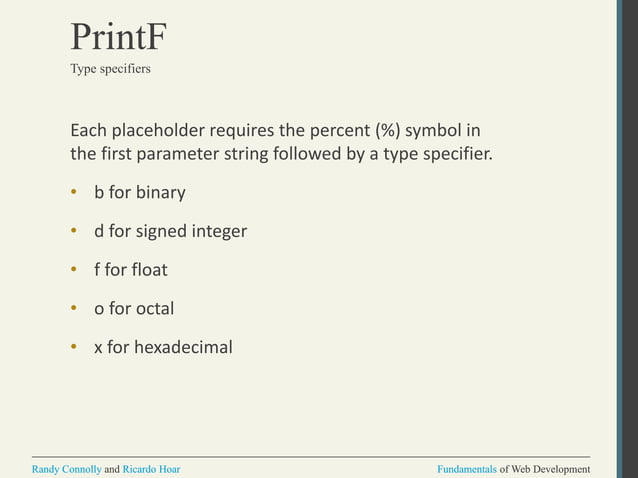 PrintF
Type specifiers
Each placeholder requires the percent (%) symbol in
the first parameter string followed by a type specifier.
• b for binary
• d for signed integer
• f for float
• o for octal
• x for hexadecimal
Randy Connolly and Ricardo Hoar
Fundamentals of Web Development